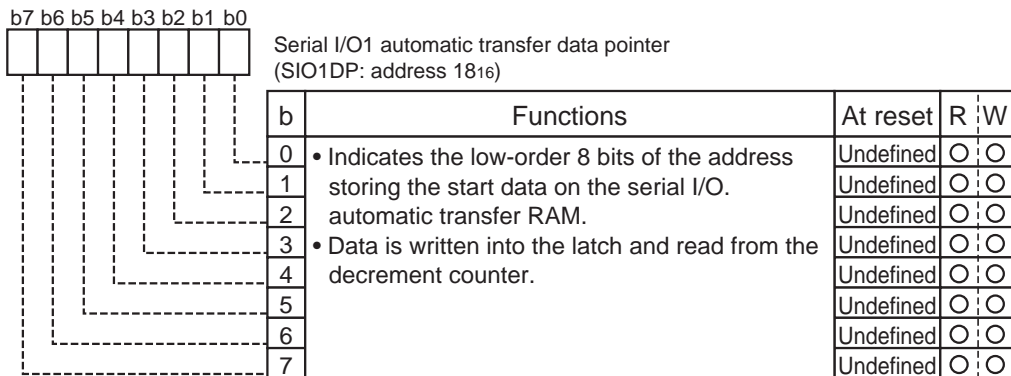 b7 b6 b5 b4 b3 b2 b1 b0
Serial I/O1 automatic transfer data pointer
(SIO1DP: address 1816)
b Functions At reset R W
0 • Indicates the low-order 8 bits of the address Undefined O O
1 storing the start data on the serial I/O. Undefined O O
2 automatic transfer RAM. Undefined O O
3 • Data is written into the latch and read from the Undefined O O
4 decrement counter. Undefined O O
5 Undefined O O
6 Undefined O O
7 Undefined O O